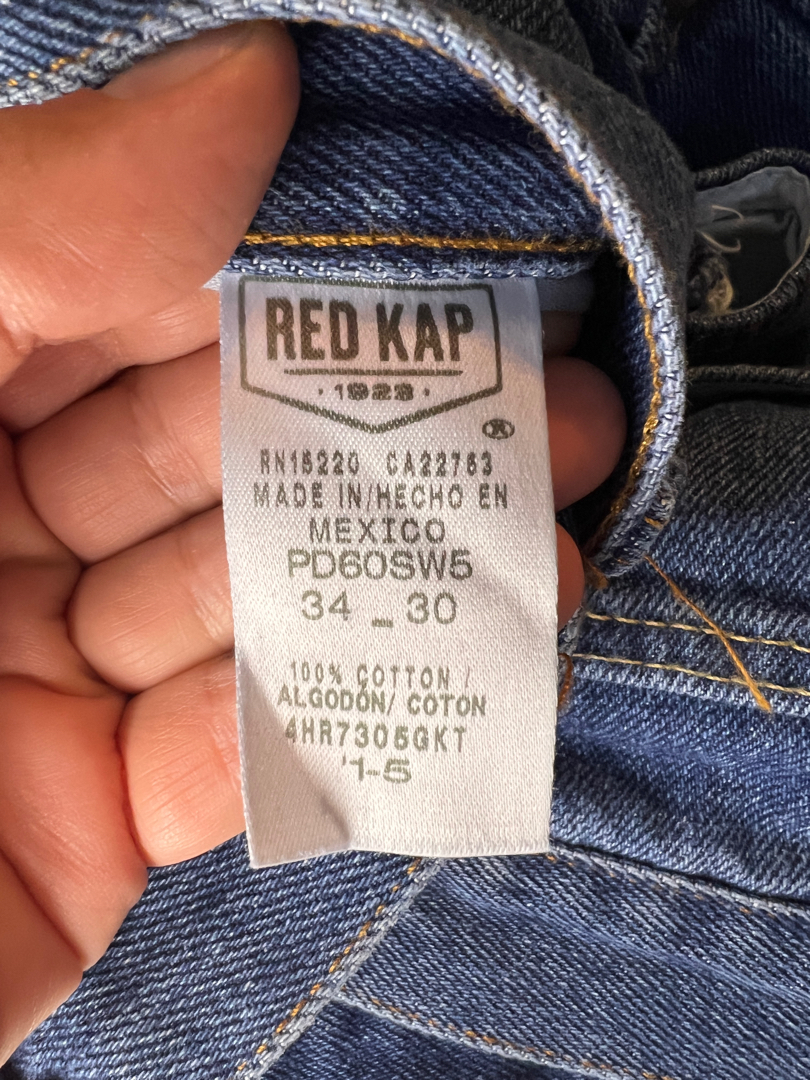 RED KAP
· 1923 ·
®
RN15220 CA22763
MADE IN/HECHO EN
MEXICO
PD60SW5
34 _ 30
100% COTTON /
ALGODÓN/ COTON
4HR7305GKT
'1-5